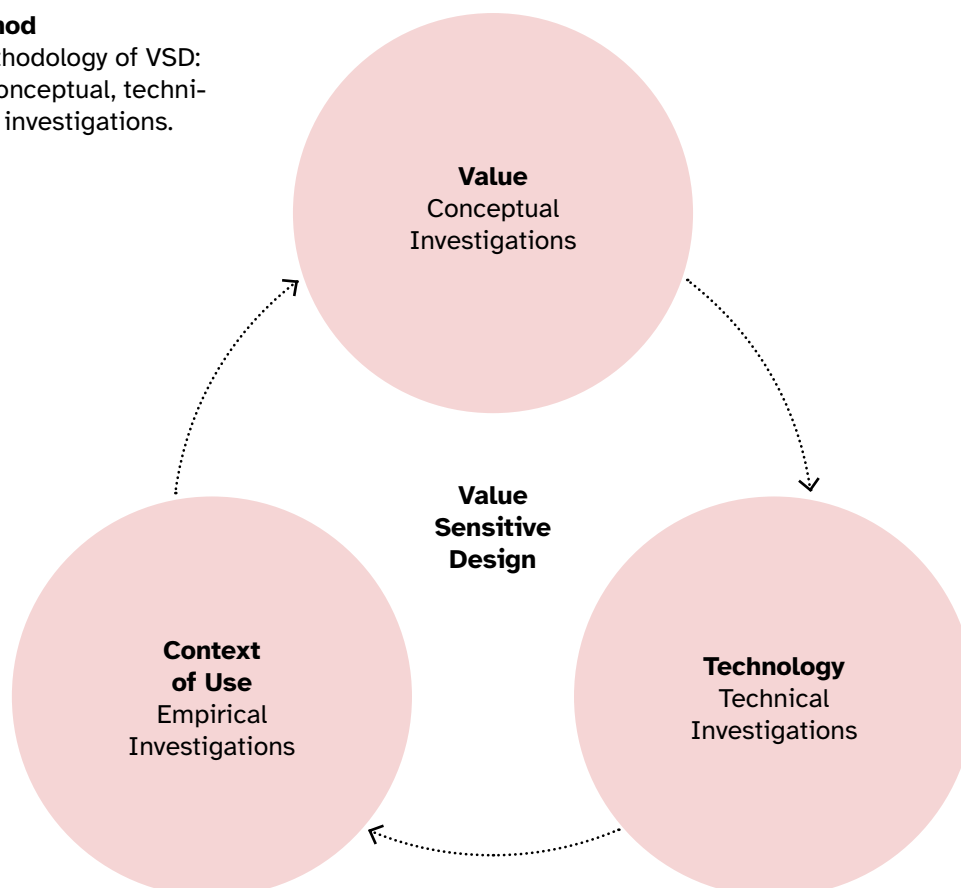 nod
thodology of VSD:
onceptual, techni-
investigations.
Value
Conceptual
Investigations
Value
Sensitive
Design
Context
of Use
Empirical
Investigations
Technology
Technical
Investigations